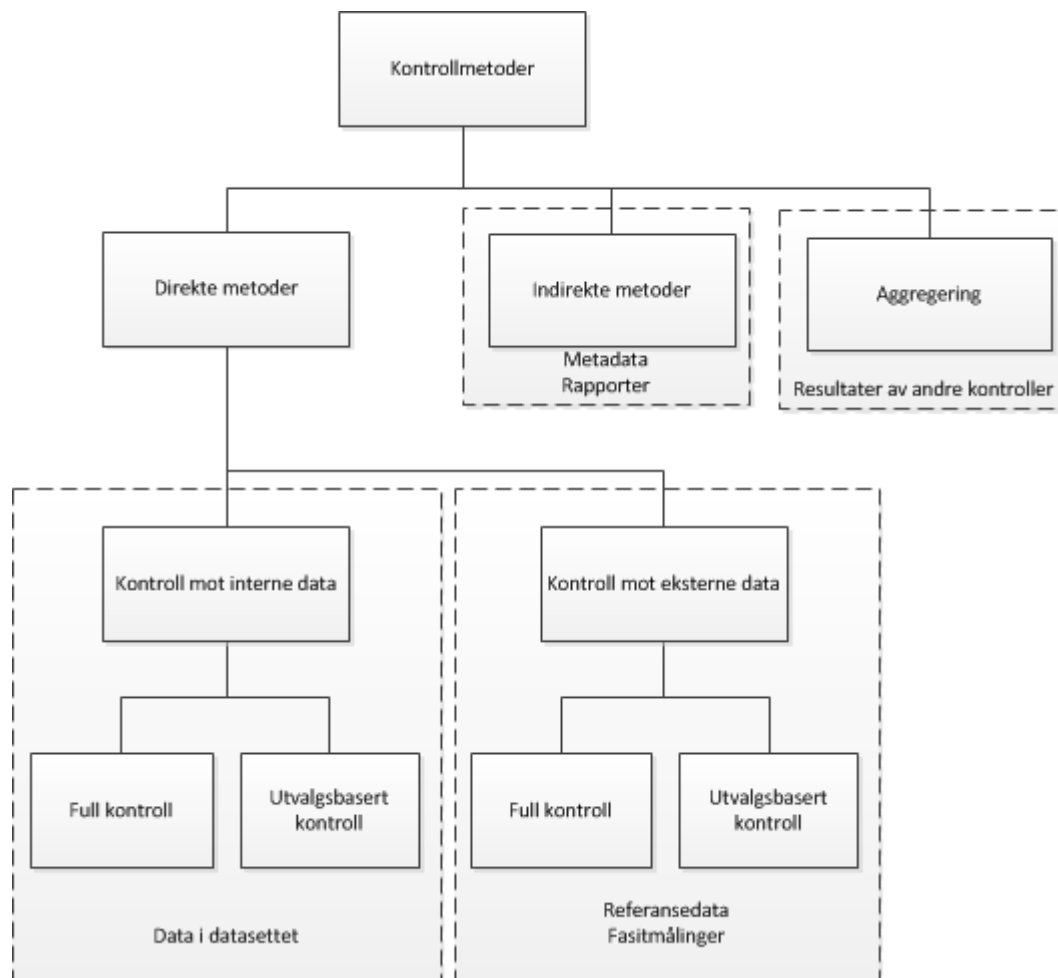 Kontrollmetoder
Direkte metoder
Indirekte metoder
Metadata
Rapporter
Aggregering
Resultater av andre kontroller
Kontroll mot interne data
Kontroll mot eksterne data
Full kontroll
Utvalgsbasert
kontroll
Full kontroll
Utvalgsbasert
kontroll
Data i datasettet
Referansedata
Fasitmålinger